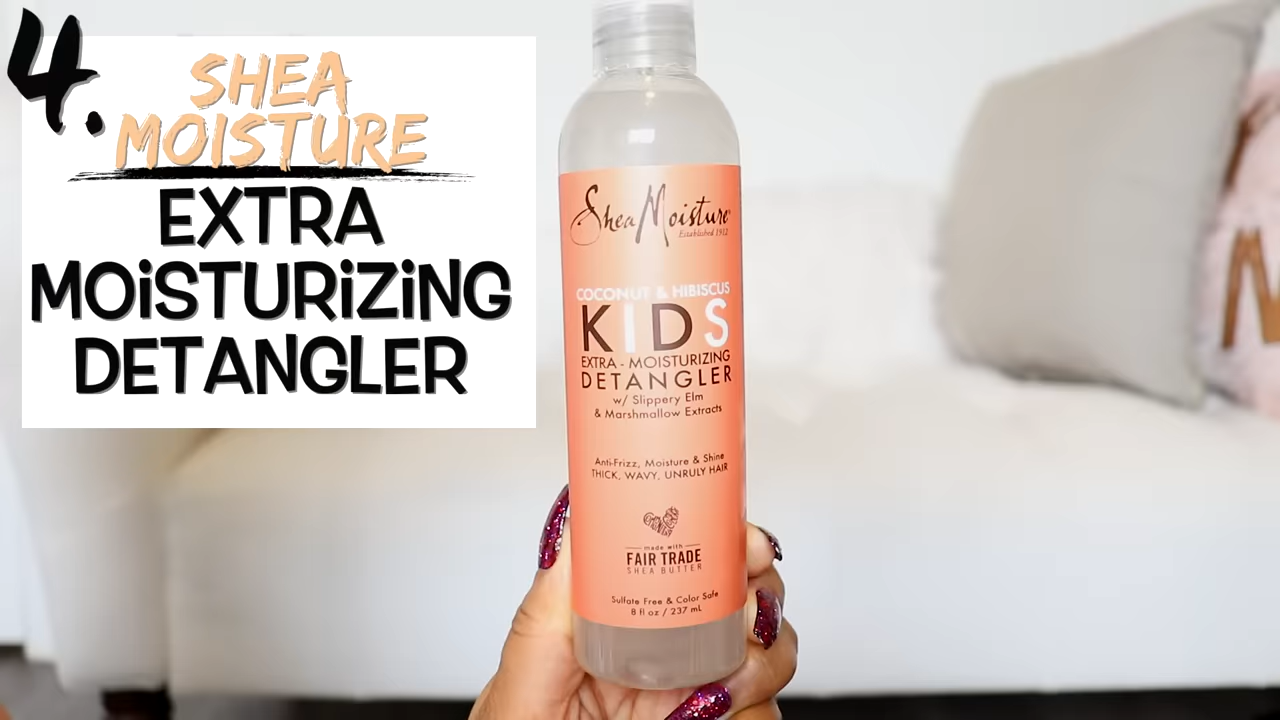 4.
SHEA
MOISTURE
EXTRA
MOiSTURiZiNG
DETANGLER
SheaMoisture
Established 1912
COCONUT & HIBISCUS
KIDS
EXTRA - MOISTURIZING
DETANGLER
w/ Slippery Elm
& Marshmallow Extracts
Anti-Frizz, Moisture & Shine
THICK, WAVY, UNRULY HAIR
made with
FAIR TRADE
SHEA BUTTER
Sulfate Free & Color Safe
8 fl oz / 237 mL